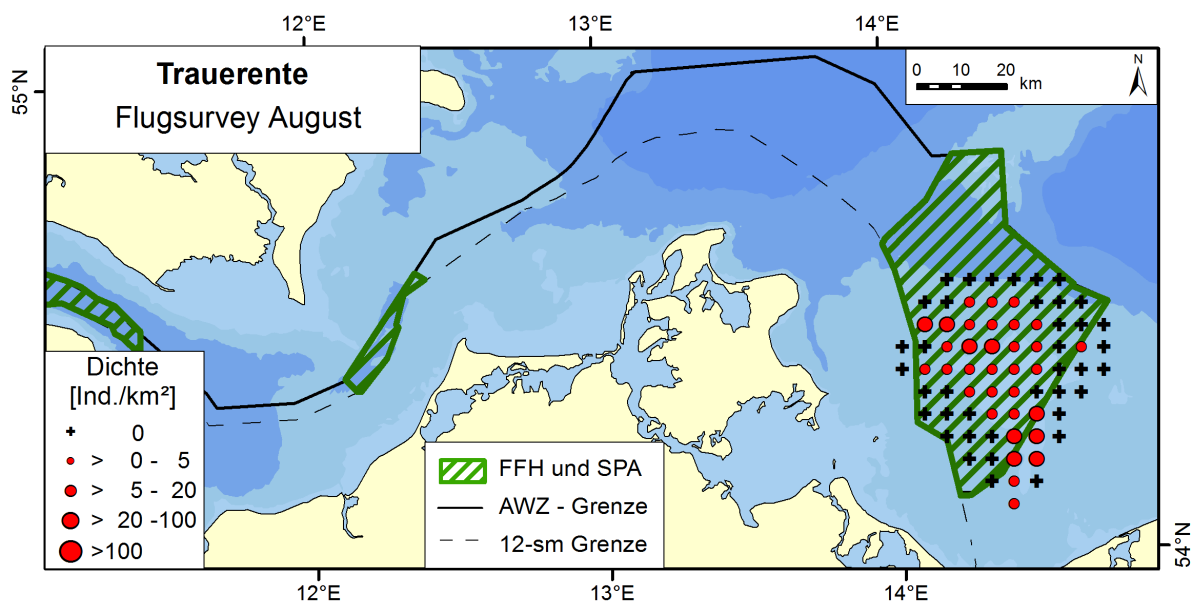 12°E 13°E 14°E
Trauerente
Flugsurvey August
0 10 20 km
N
55°N
Dichte
[Ind./km²]
0
> 0 - 5
> 5 - 20
> 20 -100
>100
FFH und SPA
AWZ - Grenze
12-sm Grenze
54°N
12°E 13°E 14°E